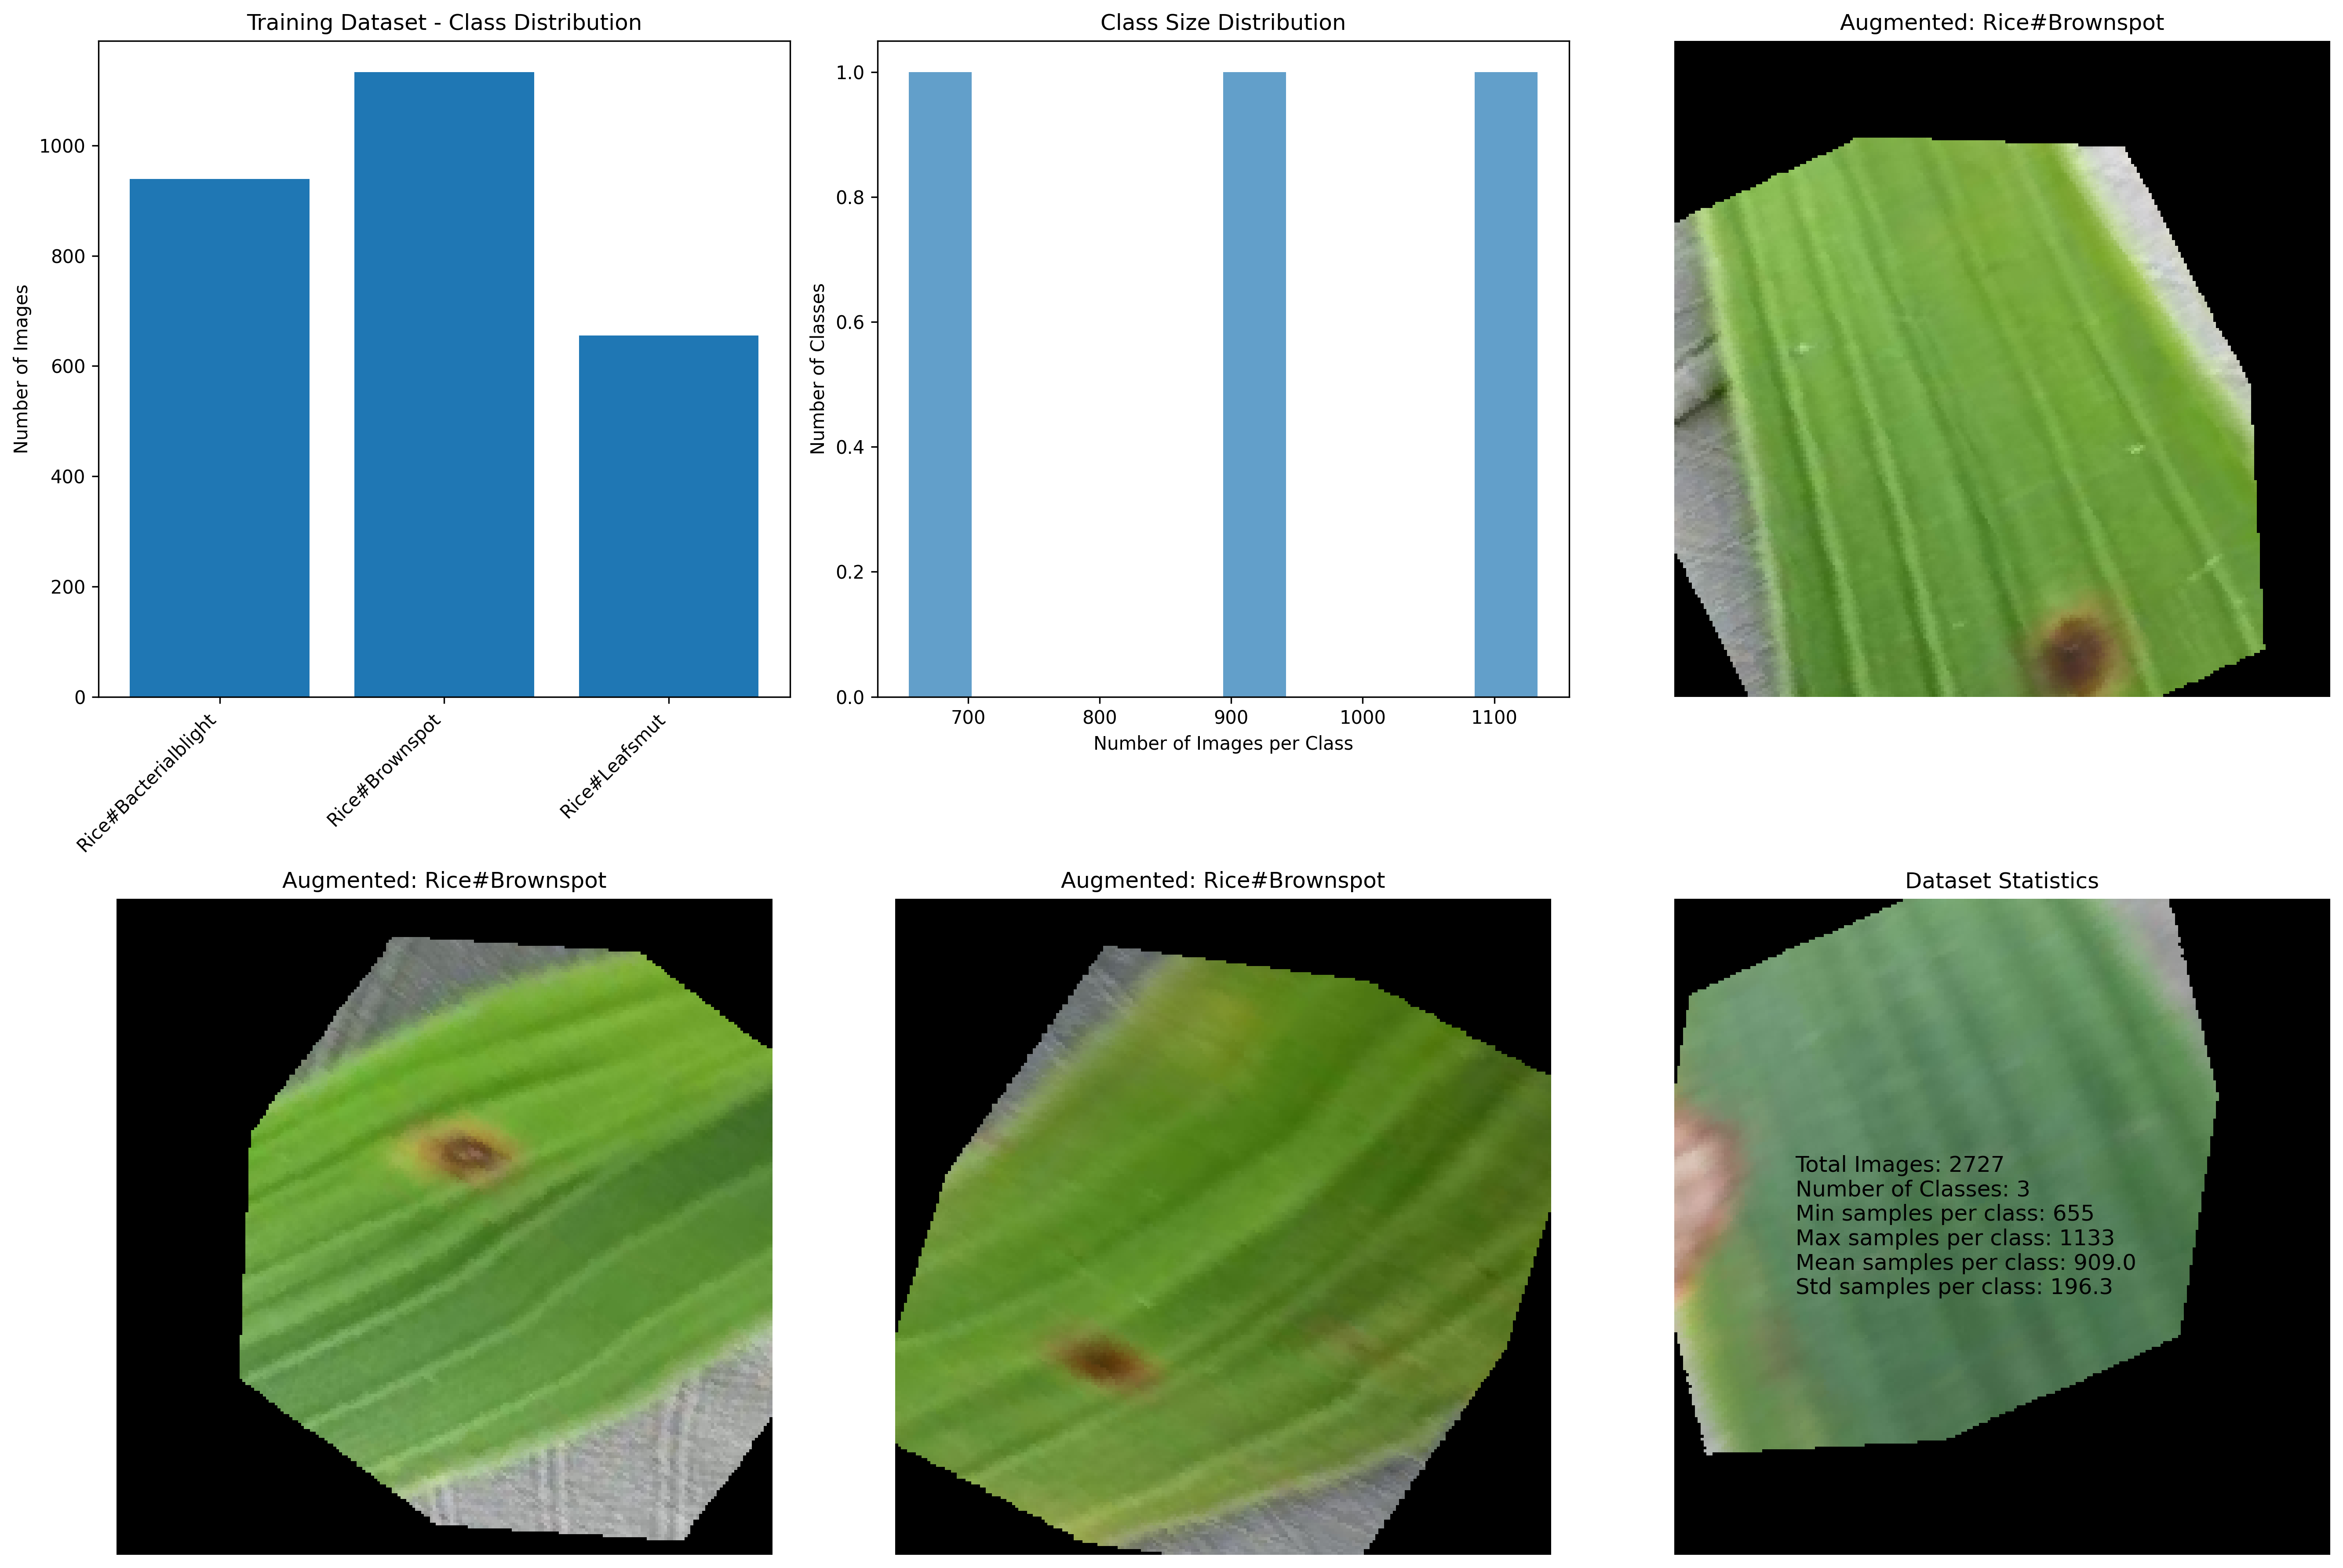 Training Dataset - Class Distribution
Number of Images
1000
800
600
400
200
0
Rice#Bacterialblight
Rice#Brownspot
Rice#Leafsmut
Class Size Distribution
Number of Classes
1.0
0.8
0.6
0.4
0.2
0.0
700 800 900 1000 1100
Number of Images per Class
Augmented: Rice#Brownspot
Augmented: Rice#Brownspot
Augmented: Rice#Brownspot
Dataset Statistics
Total Images: 2727
Number of Classes: 3
Min samples per class: 655
Max samples per class: 1133
Mean samples per class: 909.0
Std samples per class: 196.3